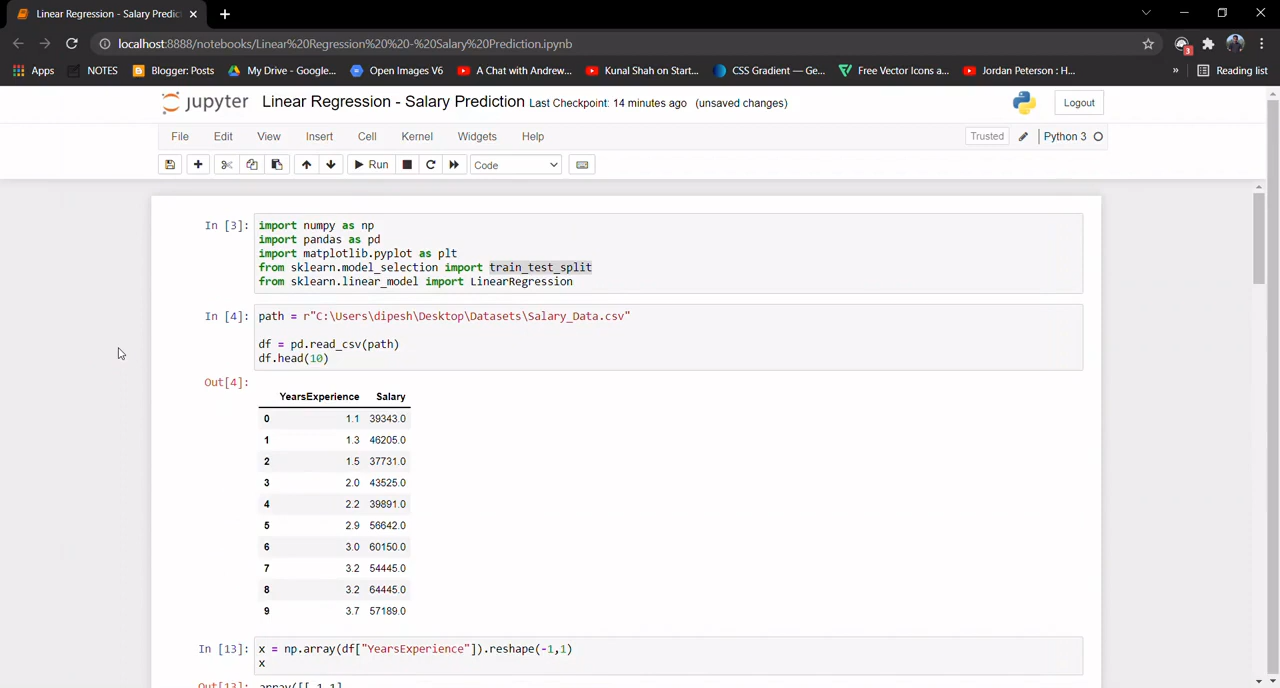 Linear Regression - Salary Predic
localhost:8888/notebooks/Linear%20Regression%20%20-%20Salary%20Prediction.ipynb
3
Apps NOTES Blogger: Posts My Drive - Google... Open Images V6 A Chat with Andrew... Kunal Shah on Start... CSS Gradient — Ge... Free Vector Icons a... Jordan Peterson : H... » Reading list
jupyter Linear Regression - Salary Prediction Last Checkpoint: 14 minutes ago (unsaved changes) Logout
File Edit View Insert Cell Kernel Widgets Help Trusted Python 3
Run Code
In [3]: import numpy as np
import pandas as pd
import matplotlib.pyplot as plt
from sklearn.model_selection import train_test_split
from sklearn.linear_model import LinearRegression
In [4]: path = r"C:\Users\dipesh\Desktop\Datasets\Salary_Data.csv"
df = pd.read_csv(path)
df.head(10)
Out[4]:
YearsExperience Salary
0 1.1 39343.0
1 1.3 46205.0
2 1.5 37731.0
3 2.0 43525.0
4 2.2 39891.0
5 2.9 56642.0
6 3.0 60150.0
7 3.2 54445.0
8 3.2 64445.0
9 3.7 57189.0
In [13]: x = np.array(df["YearsExperience"]).reshape(-1,1)
x
Out[13]: array([[ 1.1],